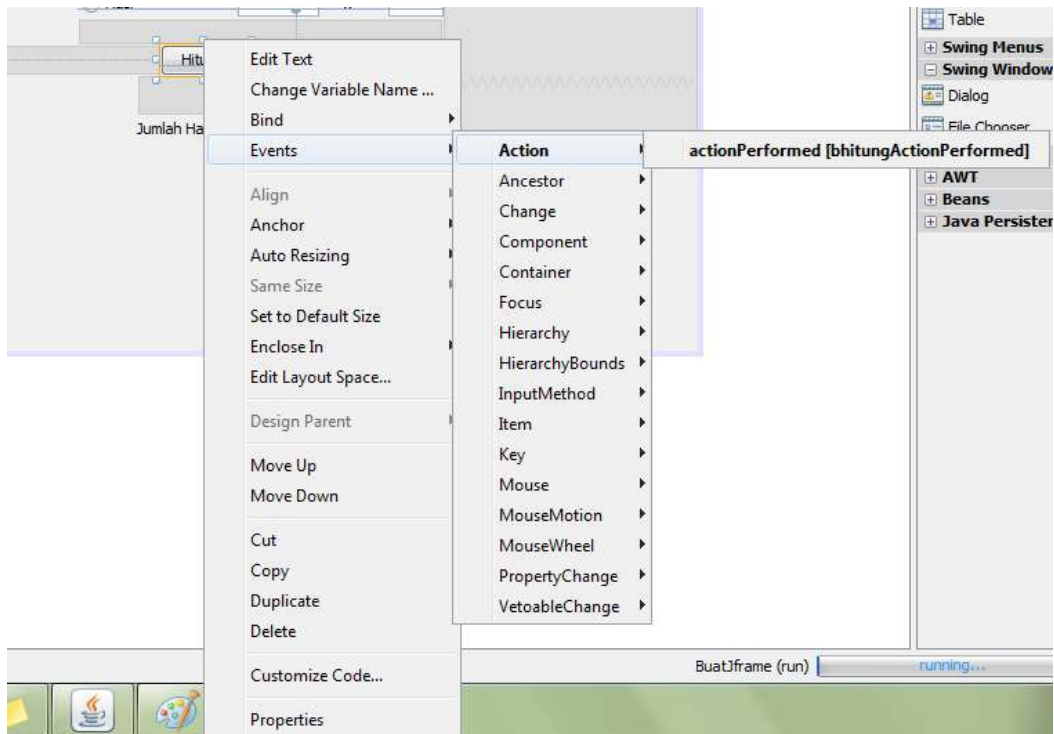 Table
Swing Menus
Swing Window
Dialog
File Chooser
AWT
Beans
Java Persister
Hitu
Jumlah Ha
Edit Text
Change Variable Name ...
Bind
Events
Align
Anchor
Auto Resizing
Same Size
Set to Default Size
Enclose In
Edit Layout Space...
Design Parent
Move Up
Move Down
Cut
Copy
Duplicate
Delete
Customize Code...
Properties
Action
Ancestor
Change
Component
Container
Focus
Hierarchy
HierarchyBounds
InputMethod
Item
Key
Mouse
MouseMotion
MouseWheel
PropertyChange
VetoableChange
actionPerformed [bhitungActionPerformed]
BuatJframe (run)
running...